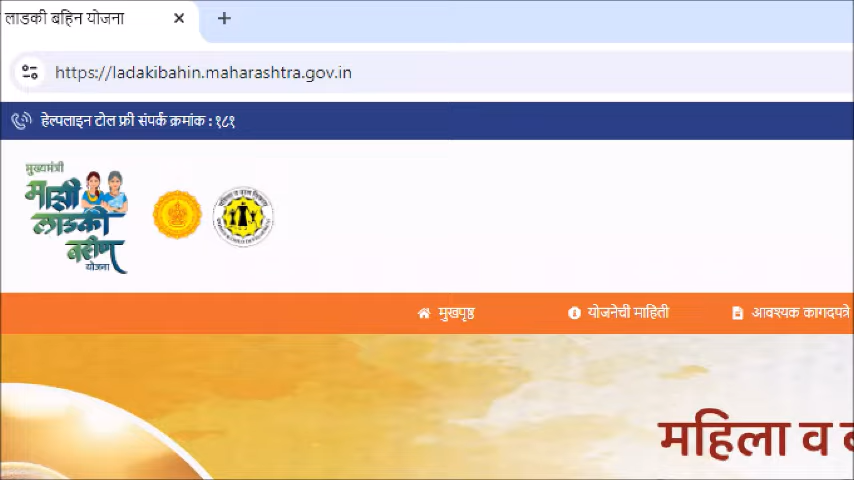 लाडकी बहिन योजना
https://ladakibahin.maharashtra.gov.in
हेल्पलाइन टोल फ्री संपर्क क्रमांक : १८१
मुख्यमंत्री
माझी
लाडकी
बहीण
योजना
मुखपृष्ठ
योजनेची माहिती
आवश्यक कागदपत्रे
महिला व